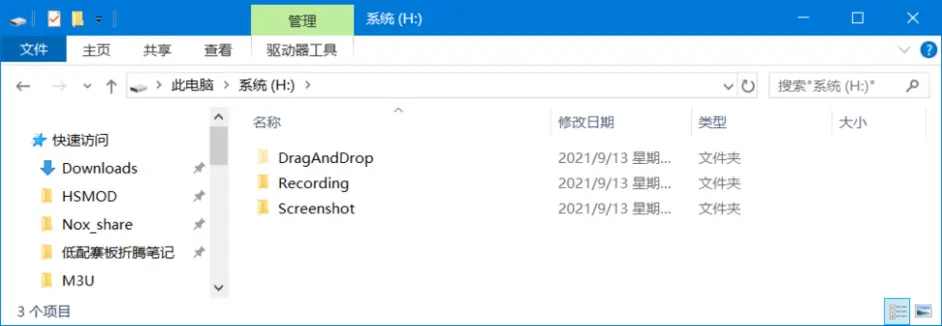 管理
系统 (H:)
文件
主页
共享
查看
驱动器工具
此电脑
系统 (H:)
搜索"系统 (H:)"
快速访问
Downloads
HSMOD
Nox_share
低配寨板折腾笔记
M3U
名称
修改日期
类型
大小
DragAndDrop
2021/9/13 星期...
文件夹
Recording
2021/9/13 星期...
文件夹
Screenshot
2021/9/13 星期...
文件夹
3 个项目